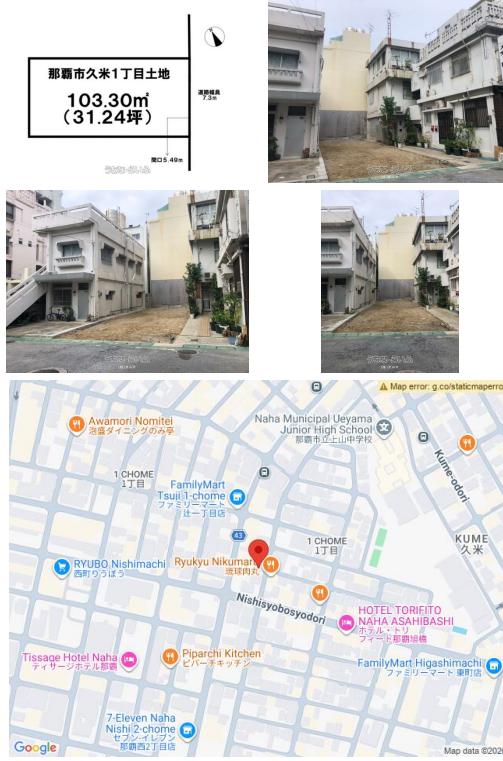 那覇市久米1丁目土地
103.30㎡
(31.24坪)
道路幅員
7.3m
間口5.49m
Map error: g.co/staticmaperro
Awamori Nomitei
泡盛ダイニングのみ亭
Naha Municipal Ueyama
Junior High School
那覇市立上山中学校
Kume-odori
1 CHOME
1丁目
FamilyMart
Tsuji 1-chome
ファミリーマート
辻一丁目店
43
1 CHOME
1丁目
KUME
久米
RYUBO Nishimachi
西町りうぼう
Ryukyu Nikumaru
琉球肉丸
Nishisyobosyodori
HOTEL TORIFITO
NAHA ASAHIBASHI
ホテル・トリ
フィート那覇旭橋
Tissage Hotel Naha
ティサージホテル那覇
Piparchi Kitchen
ピパーチキッチン
FamilyMart Higashimachi
ファミリーマート 東町店
7-Eleven Naha
Nishi 2-chome
セブン-イレブン
那覇西2丁目店
Google
Map data ©2026